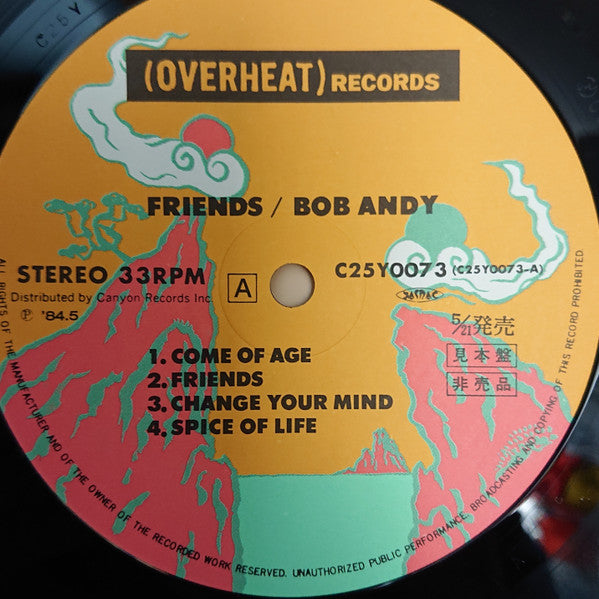 C25Y
(OVERHEAT) RECORDS
FRIENDS / BOB ANDY
STEREO 33RPM
A
C25Y0073 (C25Y0073-A)
Distributed by Canyon Records Inc.
Ⓟ '84.5
5/21発売
見本盤
非売品
1. COME OF AGE
2. FRIENDS
3. CHANGE YOUR MIND
4. SPICE OF LIFE
ALL RIGHTS OF THE MANUFACTURER AND OF THE OWNER OF THE RECORDED WORK RESERVED. UNAUTHORIZED PUBLIC PERFORMANCE, BROADCASTING AND COPYING OF THIS RECORD PROHIBITED.